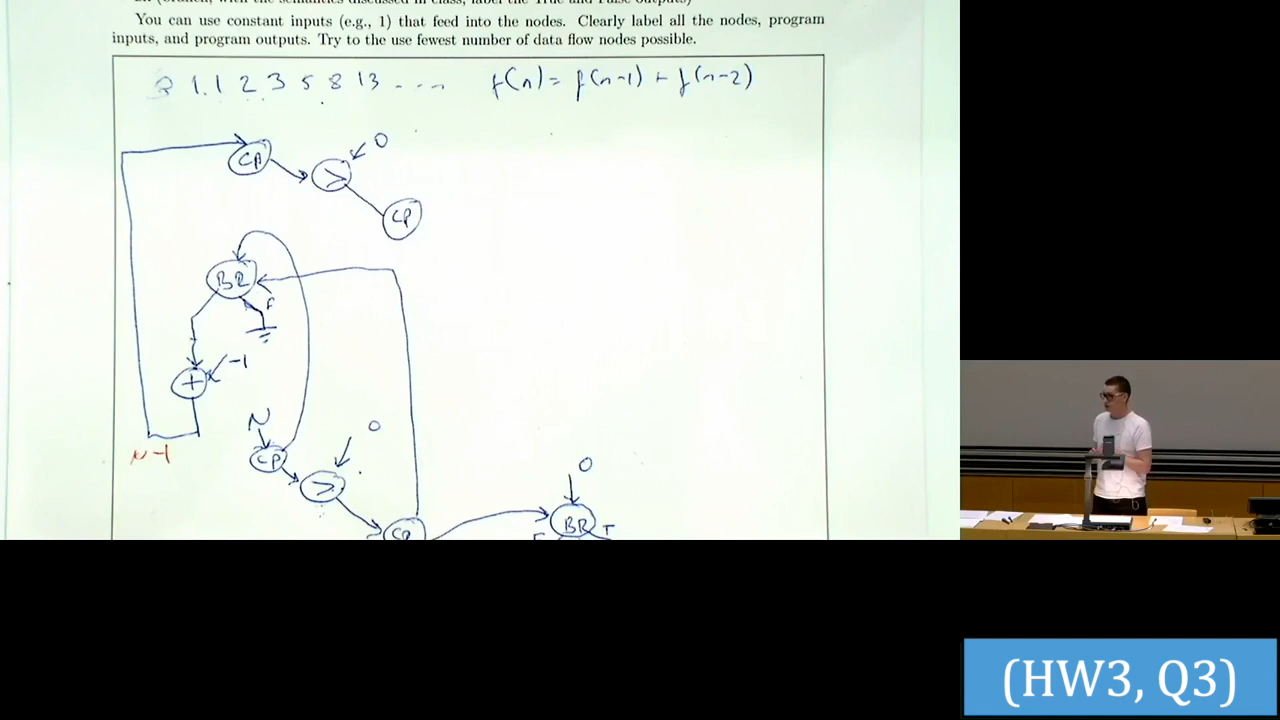 You can use constant inputs (e.g., 1) that feed into the nodes. Clearly label all the nodes, program
inputs, and program outputs. Try to the use fewest number of data flow nodes possible.
1 1 2 3 5 8 13 .... f(n) = f(n-1) + f(n-2)
0
CP
>
CP
BR
F
-1
+
N
0
N-1
CP
>
0
CP
BR
F
T
(HW3, Q3)